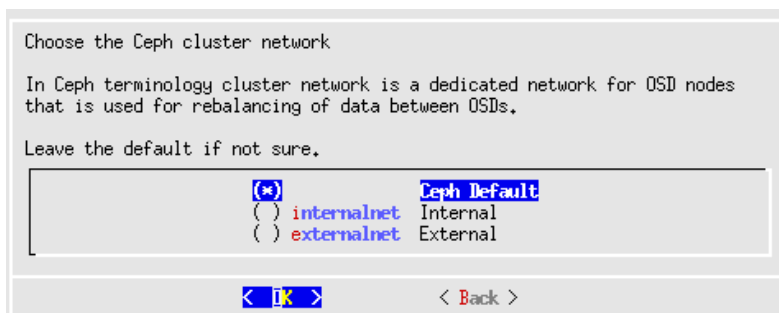 Choose the Ceph cluster network
In Ceph terminology cluster network is a dedicated network for OSD nodes
that is used for rebalancing of data between OSDs.
Leave the default if not sure.
(*) Ceph Default
( ) internalnet Internal
( ) externalnet External
< OK > < Back >